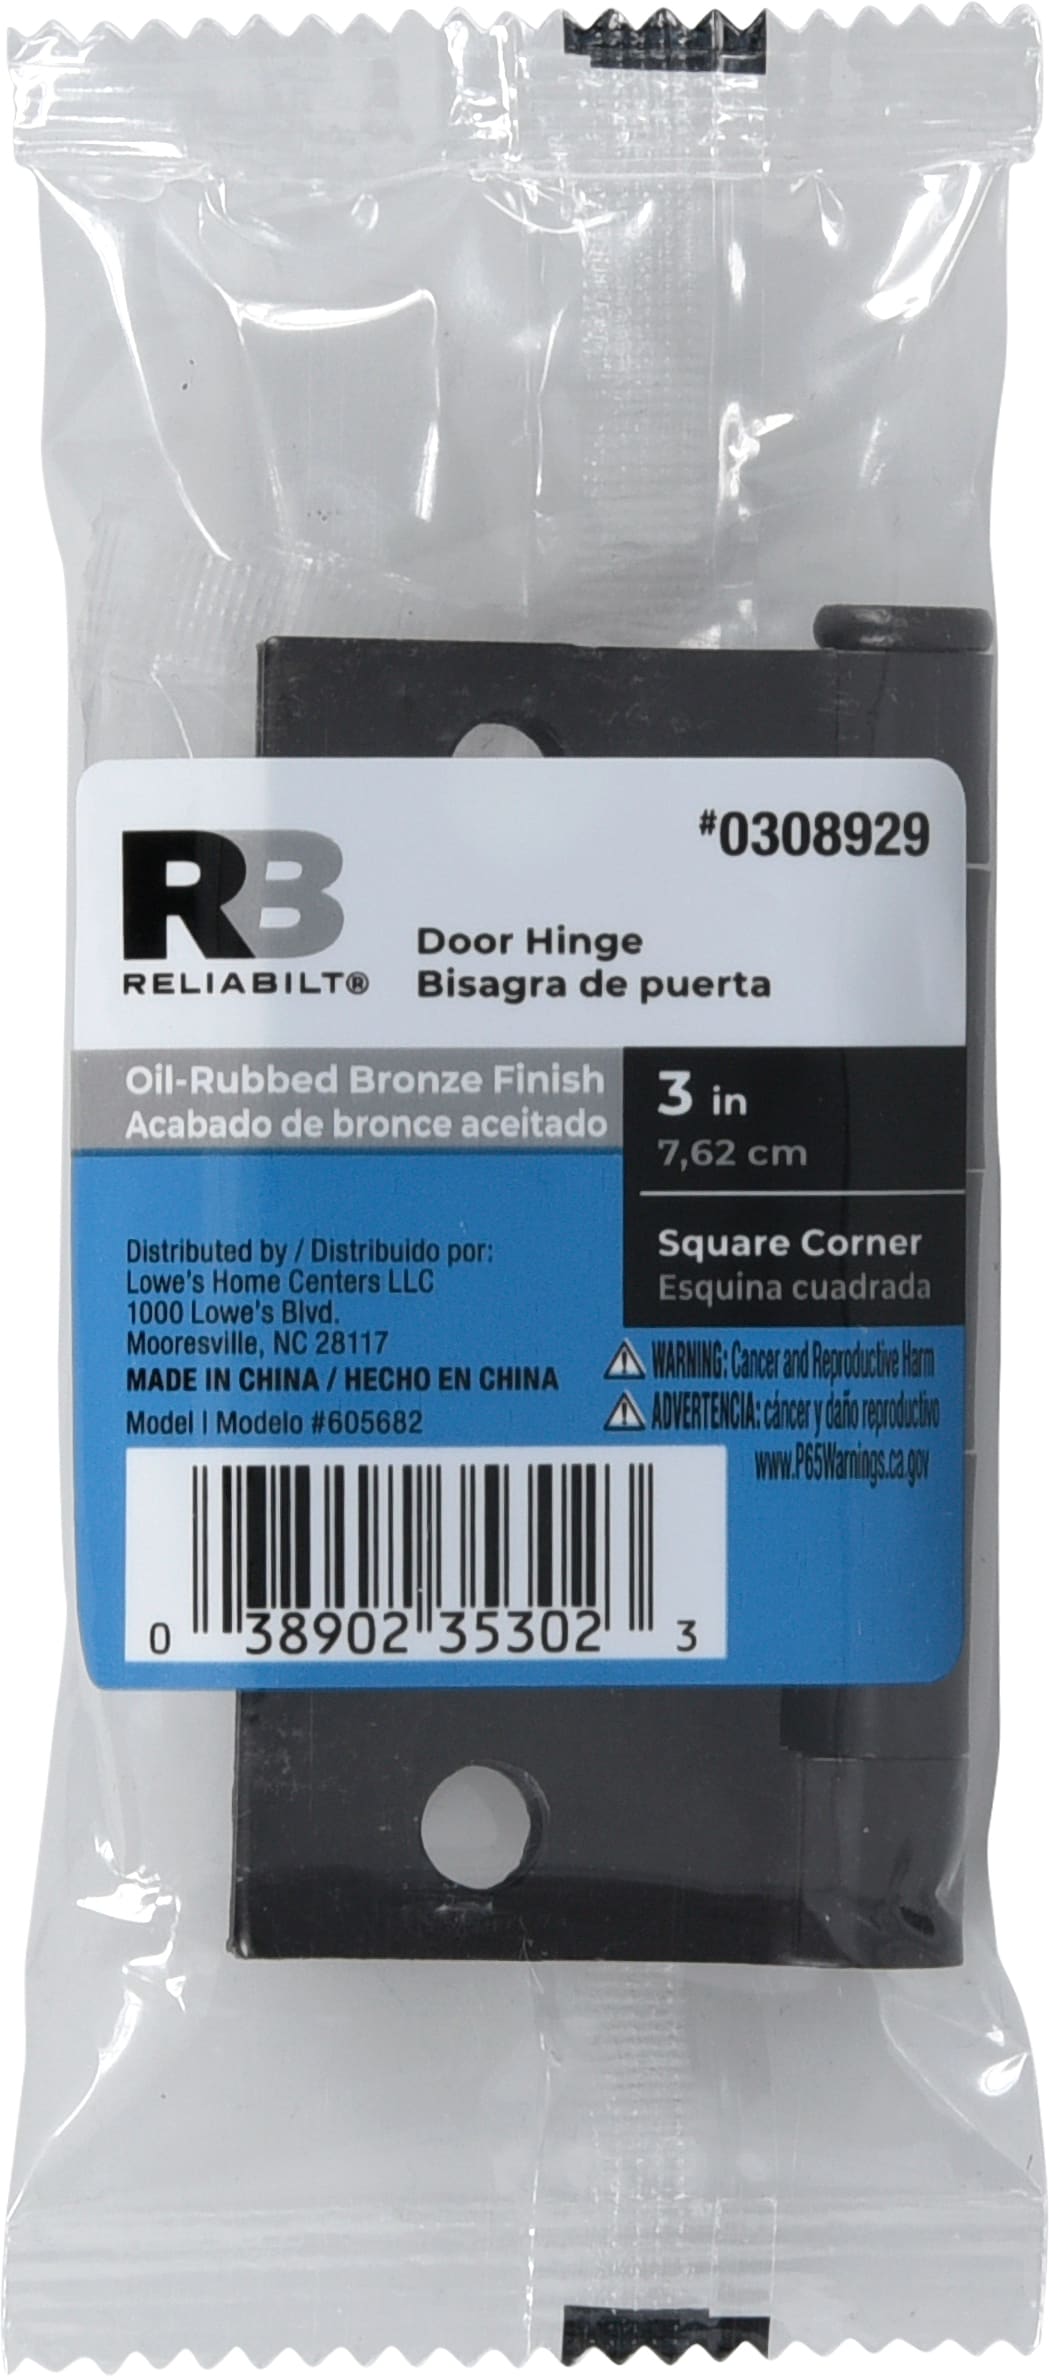 #0308929
RB
RELIABILT®
Door Hinge
Bisagra de puerta
Oil-Rubbed Bronze Finish
Acabado de bronce aceitado
3 in
7,62 cm
Square Corner
Esquina cuadrada
Distributed by / Distribuido por:
Lowe's Home Centers LLC
1000 Lowe's Blvd.
Mooresville, NC 28117
MADE IN CHINA / HECHO EN CHINA
Model | Modelo #605682
WARNING: Cancer and Reproductive Harm
ADVERTENCIA: cáncer y daño reproductivo
www.P65Warnings.ca.gov
0 38902 35302 3